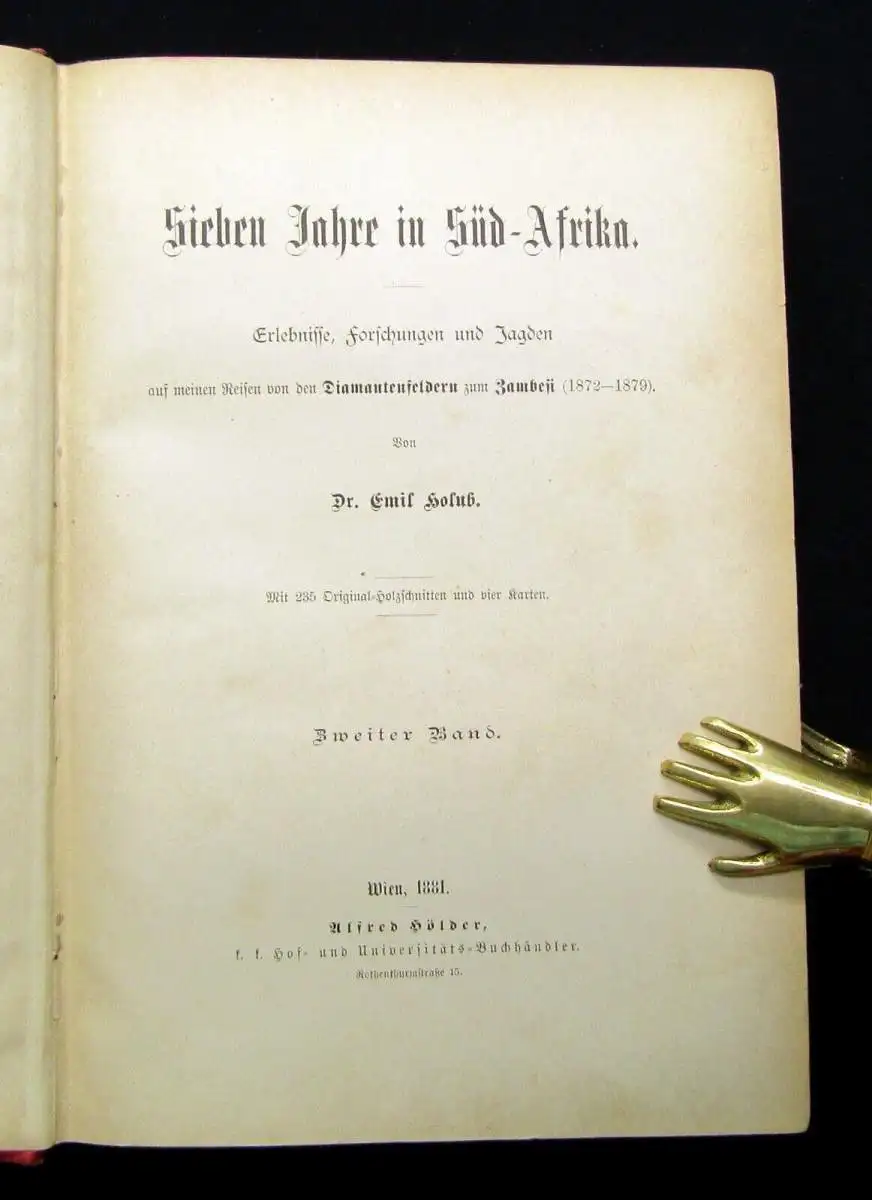 Sieben Jahre in Süd-Afrika.
Erlebnisse, Forschungen und Jagden
auf meinen Reisen von den Diamantenfeldern zum Zambesi (1872—1879).
Von
Dr. Emil Holub.
Mit 235 Original-Holzschnitten und vier Karten.
Zweiter Band.
Wien, 1881.
Alfred Hölder,
k. k. Hof- und Universitäts-Buchhändler.
Rothenthurmstraße 15.